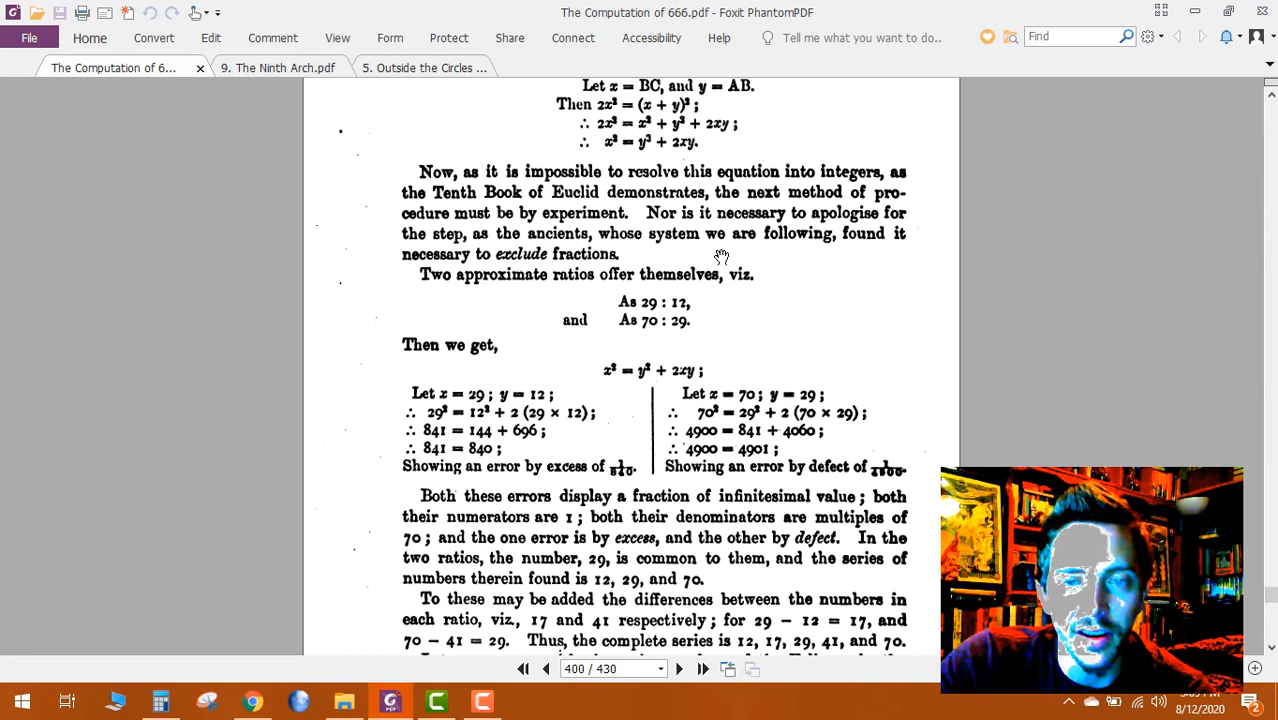 The Computation of 666.pdf - Foxit PhantomPDF
File Home Convert Edit Comment View Form Protect Share Connect Accessibility Help Tell me what you want to do.. Find
The Computation of 6... 9. The Ninth Arch.pdf 5. Outside the Circles ...
Let x = BC, and y = AB.
Then 2x² = (x + y)²;
∴ 2x² = x² + y² + 2xy;
∴ x² = y² + 2xy.
Now, as it is impossible to resolve this equation into integers, as
the Tenth Book of Euclid demonstrates, the next method of pro-
cedure must be by experiment. Nor is it necessary to apologise for
the step, as the ancients, whose system we are following, found it
necessary to exclude fractions.
Two approximate ratios offer themselves, viz.
As 29 : 12,
and As 70 : 29.
Then we get,
x² = y² + 2xy;
Let x = 29; y = 12;
∴ 29² = 12² + 2 (29 × 12);
∴ 841 = 144 + 696;
∴ 841 = 840;
Showing an error by excess of 1/840.
Let x = 70; y = 29;
∴ 70² = 29² + 2 (70 × 29);
∴ 4900 = 841 + 4060;
∴ 4900 = 4901;
Showing an error by defect of 1/4900.
Both these errors display a fraction of infinitesimal value; both
their numerators are 1; both their denominators are multiples of
70; and the one error is by excess, and the other by defect. In the
two ratios, the number, 29, is common to them, and the series of
numbers therein found is 12, 29, and 70.
To these may be added the differences between the numbers in
each ratio, viz., 17 and 41 respectively; for 29 - 12 = 17, and
70 - 41 = 29. Thus, the complete series is 12, 17, 29, 41, and 70.
400 / 430
8/12/2020
2